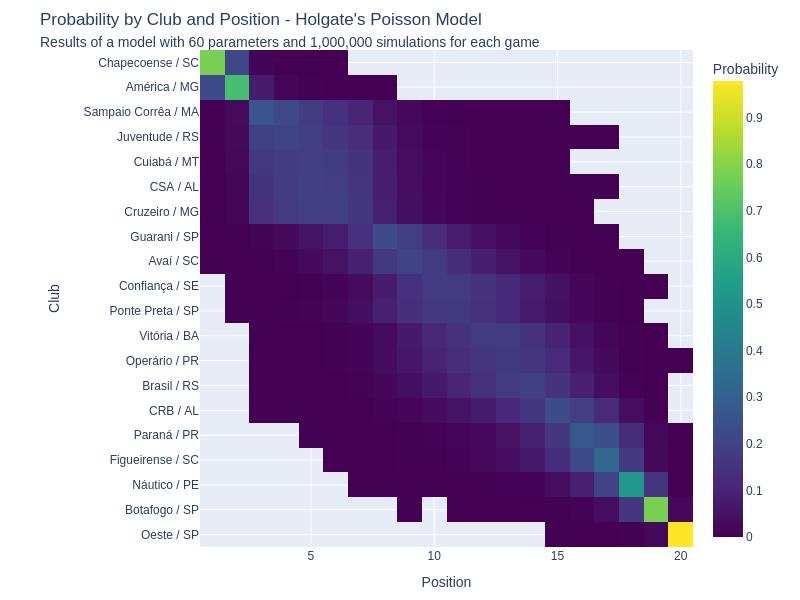 Probability by Club and Position - Holgate's Poisson Model
Results of a model with 60 parameters and 1,000,000 simulations for each game
Probability
Chapecoense / SC
América / MG
Sampaio Corrêa / MA
Juventude / RS
Cuiabá / MT
CSA / AL
Cruzeiro / MG
Guarani / SP
Avaí / SC
Confiança / SE
Ponte Preta / SP
Vitória / BA
Operário / PR
Brasil / RS
CRB / AL
Paraná / PR
Figueirense / SC
Náutico / PE
Botafogo / SP
Oeste / SP
Club
5 10 15 20
Position
0.9
0.8
0.7
0.6
0.5
0.4
0.3
0.2
0.1
0